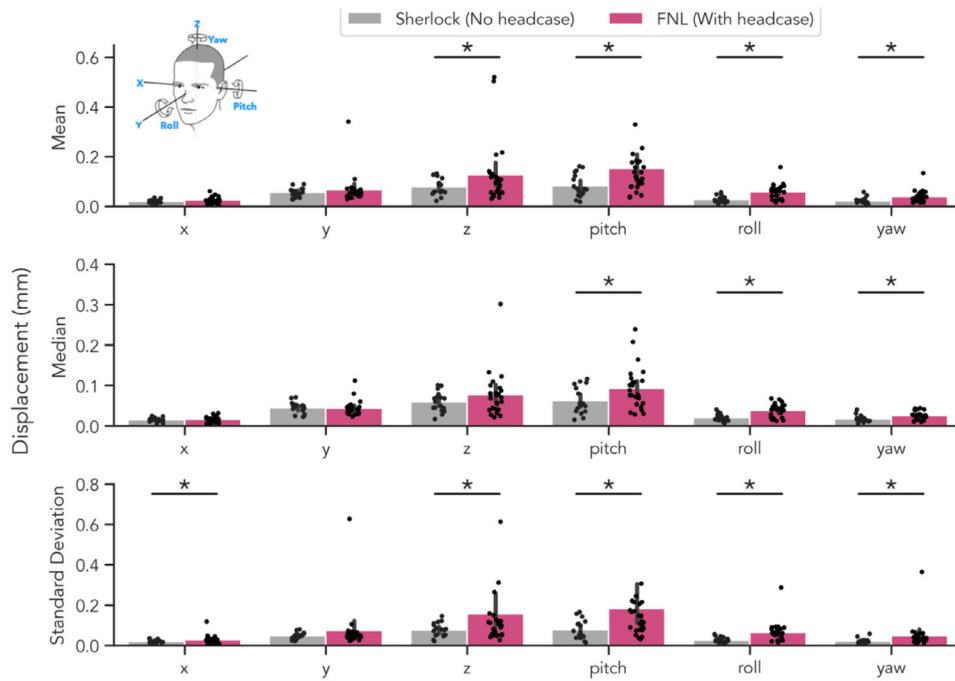 Sherlock (No headcase) FNL (With headcase)
Z
Yaw
X
Pitch
Y
Roll
Displacement (mm)
Mean
0.6
0.4
0.2
0.0
* * * *
x y z pitch roll yaw
Median
0.4
0.3
0.2
0.1
0.0
* * *
x y z pitch roll yaw
Standard Deviation
0.8
0.6
0.4
0.2
0.0
* * * * *
x y z pitch roll yaw